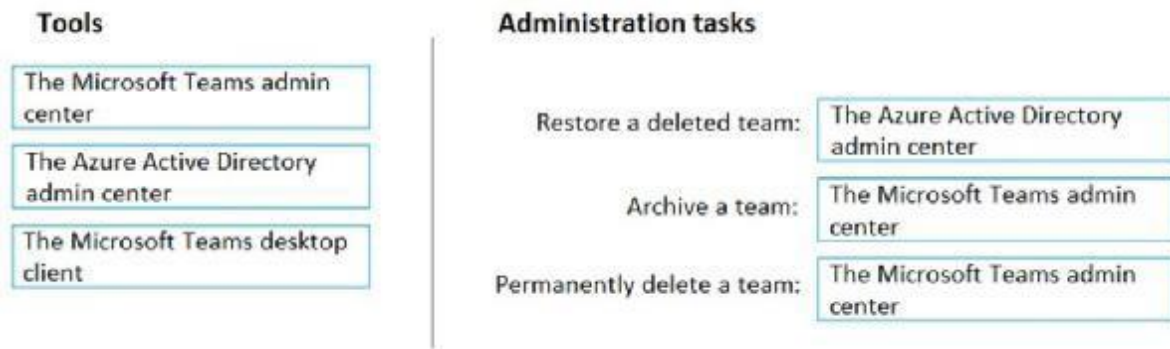 Tools
The Microsoft Teams admin
center
The Azure Active Directory
admin center
The Microsoft Teams desktop
client
Administration tasks
Restore a deleted team:
The Azure Active Directory
admin center
Archive a team:
The Microsoft Teams admin
center
Permanently delete a team:
The Microsoft Teams admin
center